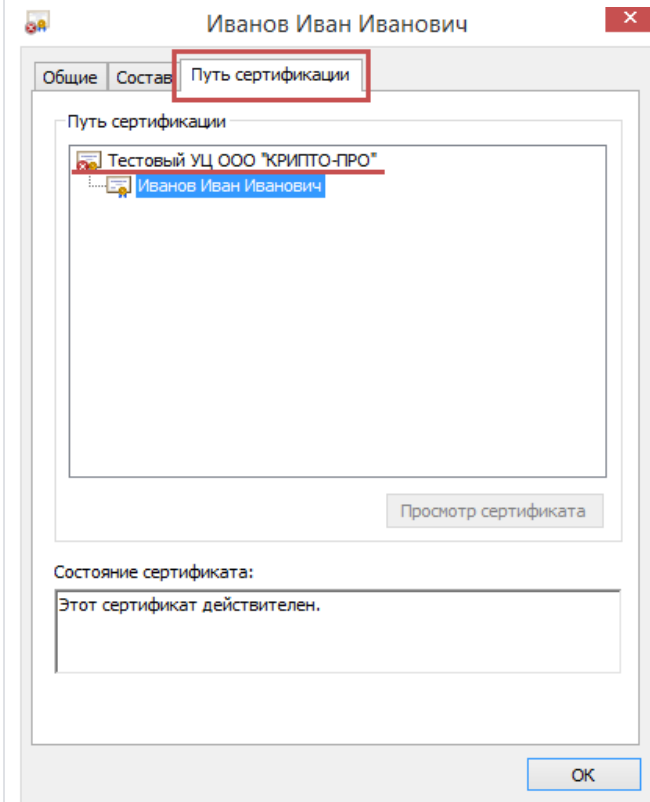 Иванов Иван Иванович
Общие Состав Путь сертификации
Путь сертификации
Тестовый УЦ ООО "КРИПТО-ПРО"
Иванов Иван Иванович
Просмотр сертификата
Состояние сертификата:
Этот сертификат действителен.
ОК